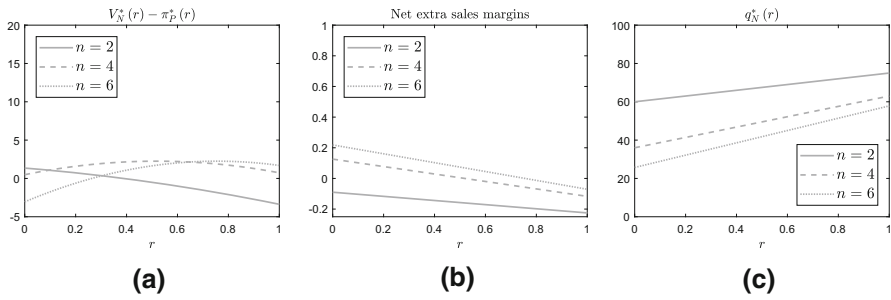 V*_N(r) − π*_P(r)
20
15
10
5
0
-5
n = 2
n = 4
n = 6
0 0.2 0.4 0.6 0.8 1
r
(a)
Net extra sales margins
1
0.8
0.6
0.4
0.2
0
-0.2
n = 2
n = 4
n = 6
0 0.2 0.4 0.6 0.8 1
r
(b)
q*_N(r)
100
80
60
40
20
0
n = 2
n = 4
n = 6
0 0.2 0.4 0.6 0.8 1
r
(c)